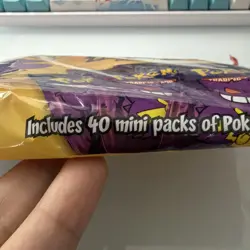 Includes 40 mini packs of Pok